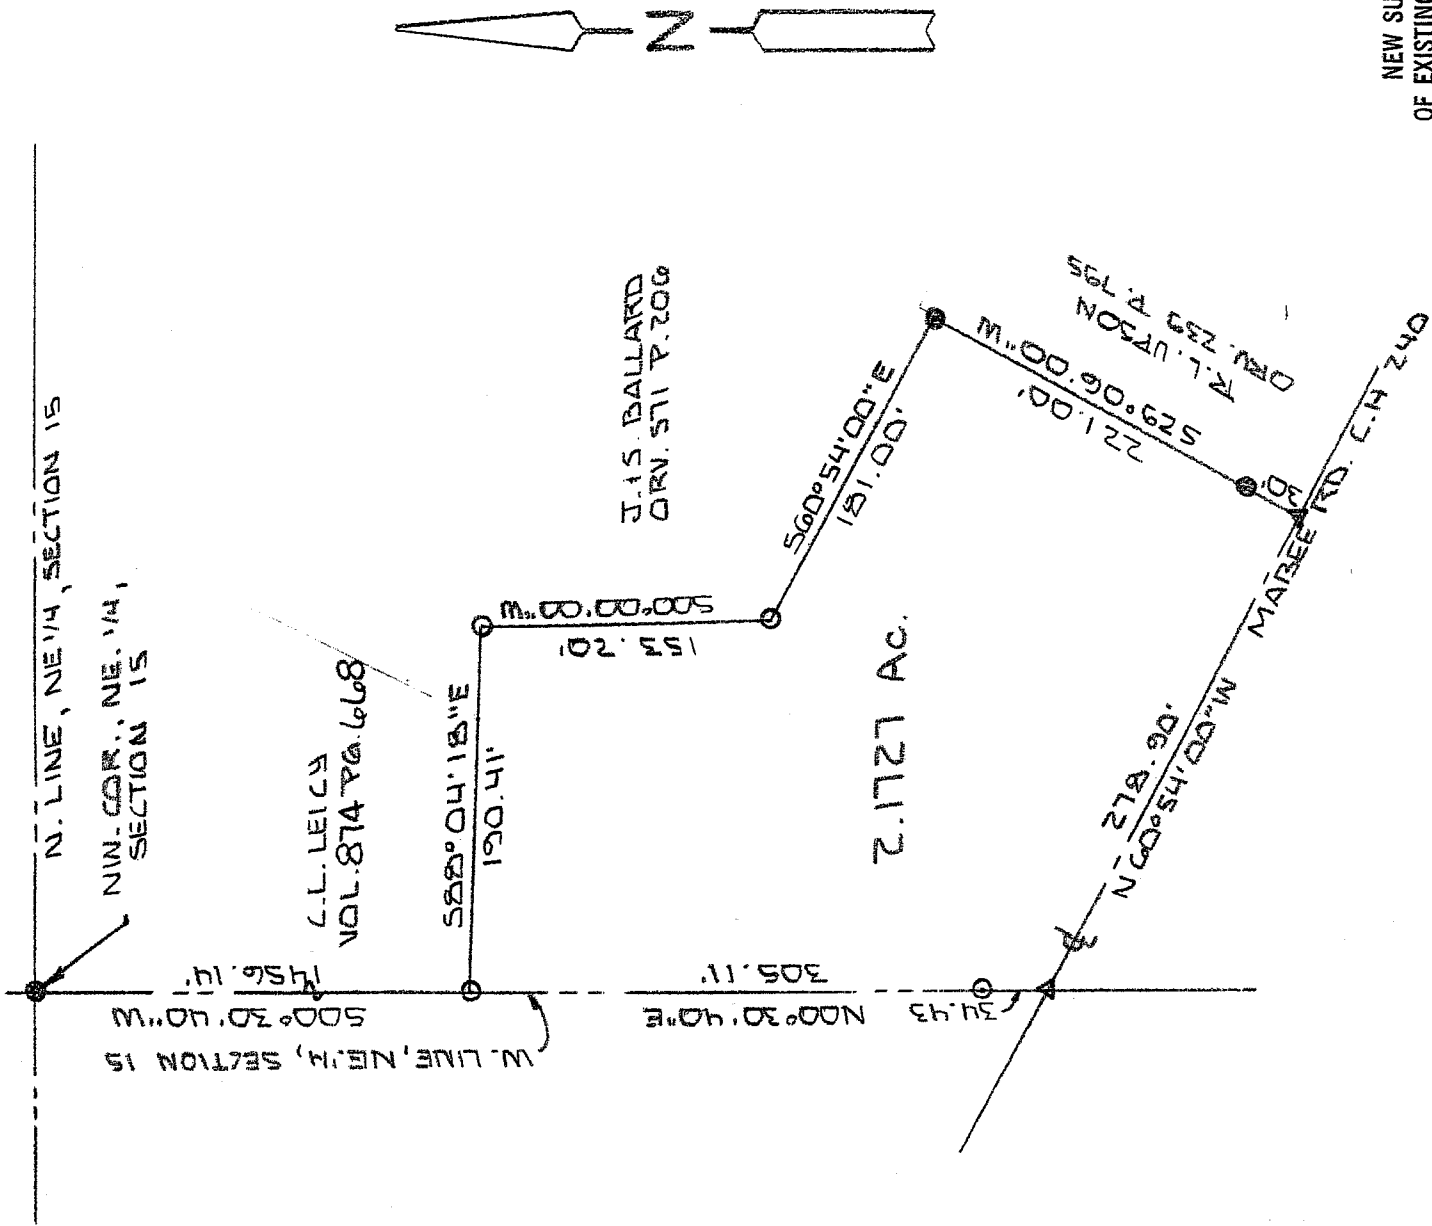 N
NEW SU
OF EXISTING
N. LINE, NE 1/4, SECTION 15
NW. COR., NE. 1/4,
SECTION 15
C.L. LEICY
VOL. 874 PG. 668
J. & S. BALLARD
ORV. 571 P. 206
S00°30'40"W
1456.14'
W. LINE, NE.1/4, SECTION 15
S88°04'18"E
190.41'
S00°00'00"W
153.20'
S60°54'00"E
181.00'
S29°06'00"W
221.00'
R.L. UPSON
ORV. 239 P. 795
30'
2.1727 AC.
N00°30'40"E
305.11'
34.43
278.90'
N60°54'00"W
MABEE RD. C.H 240